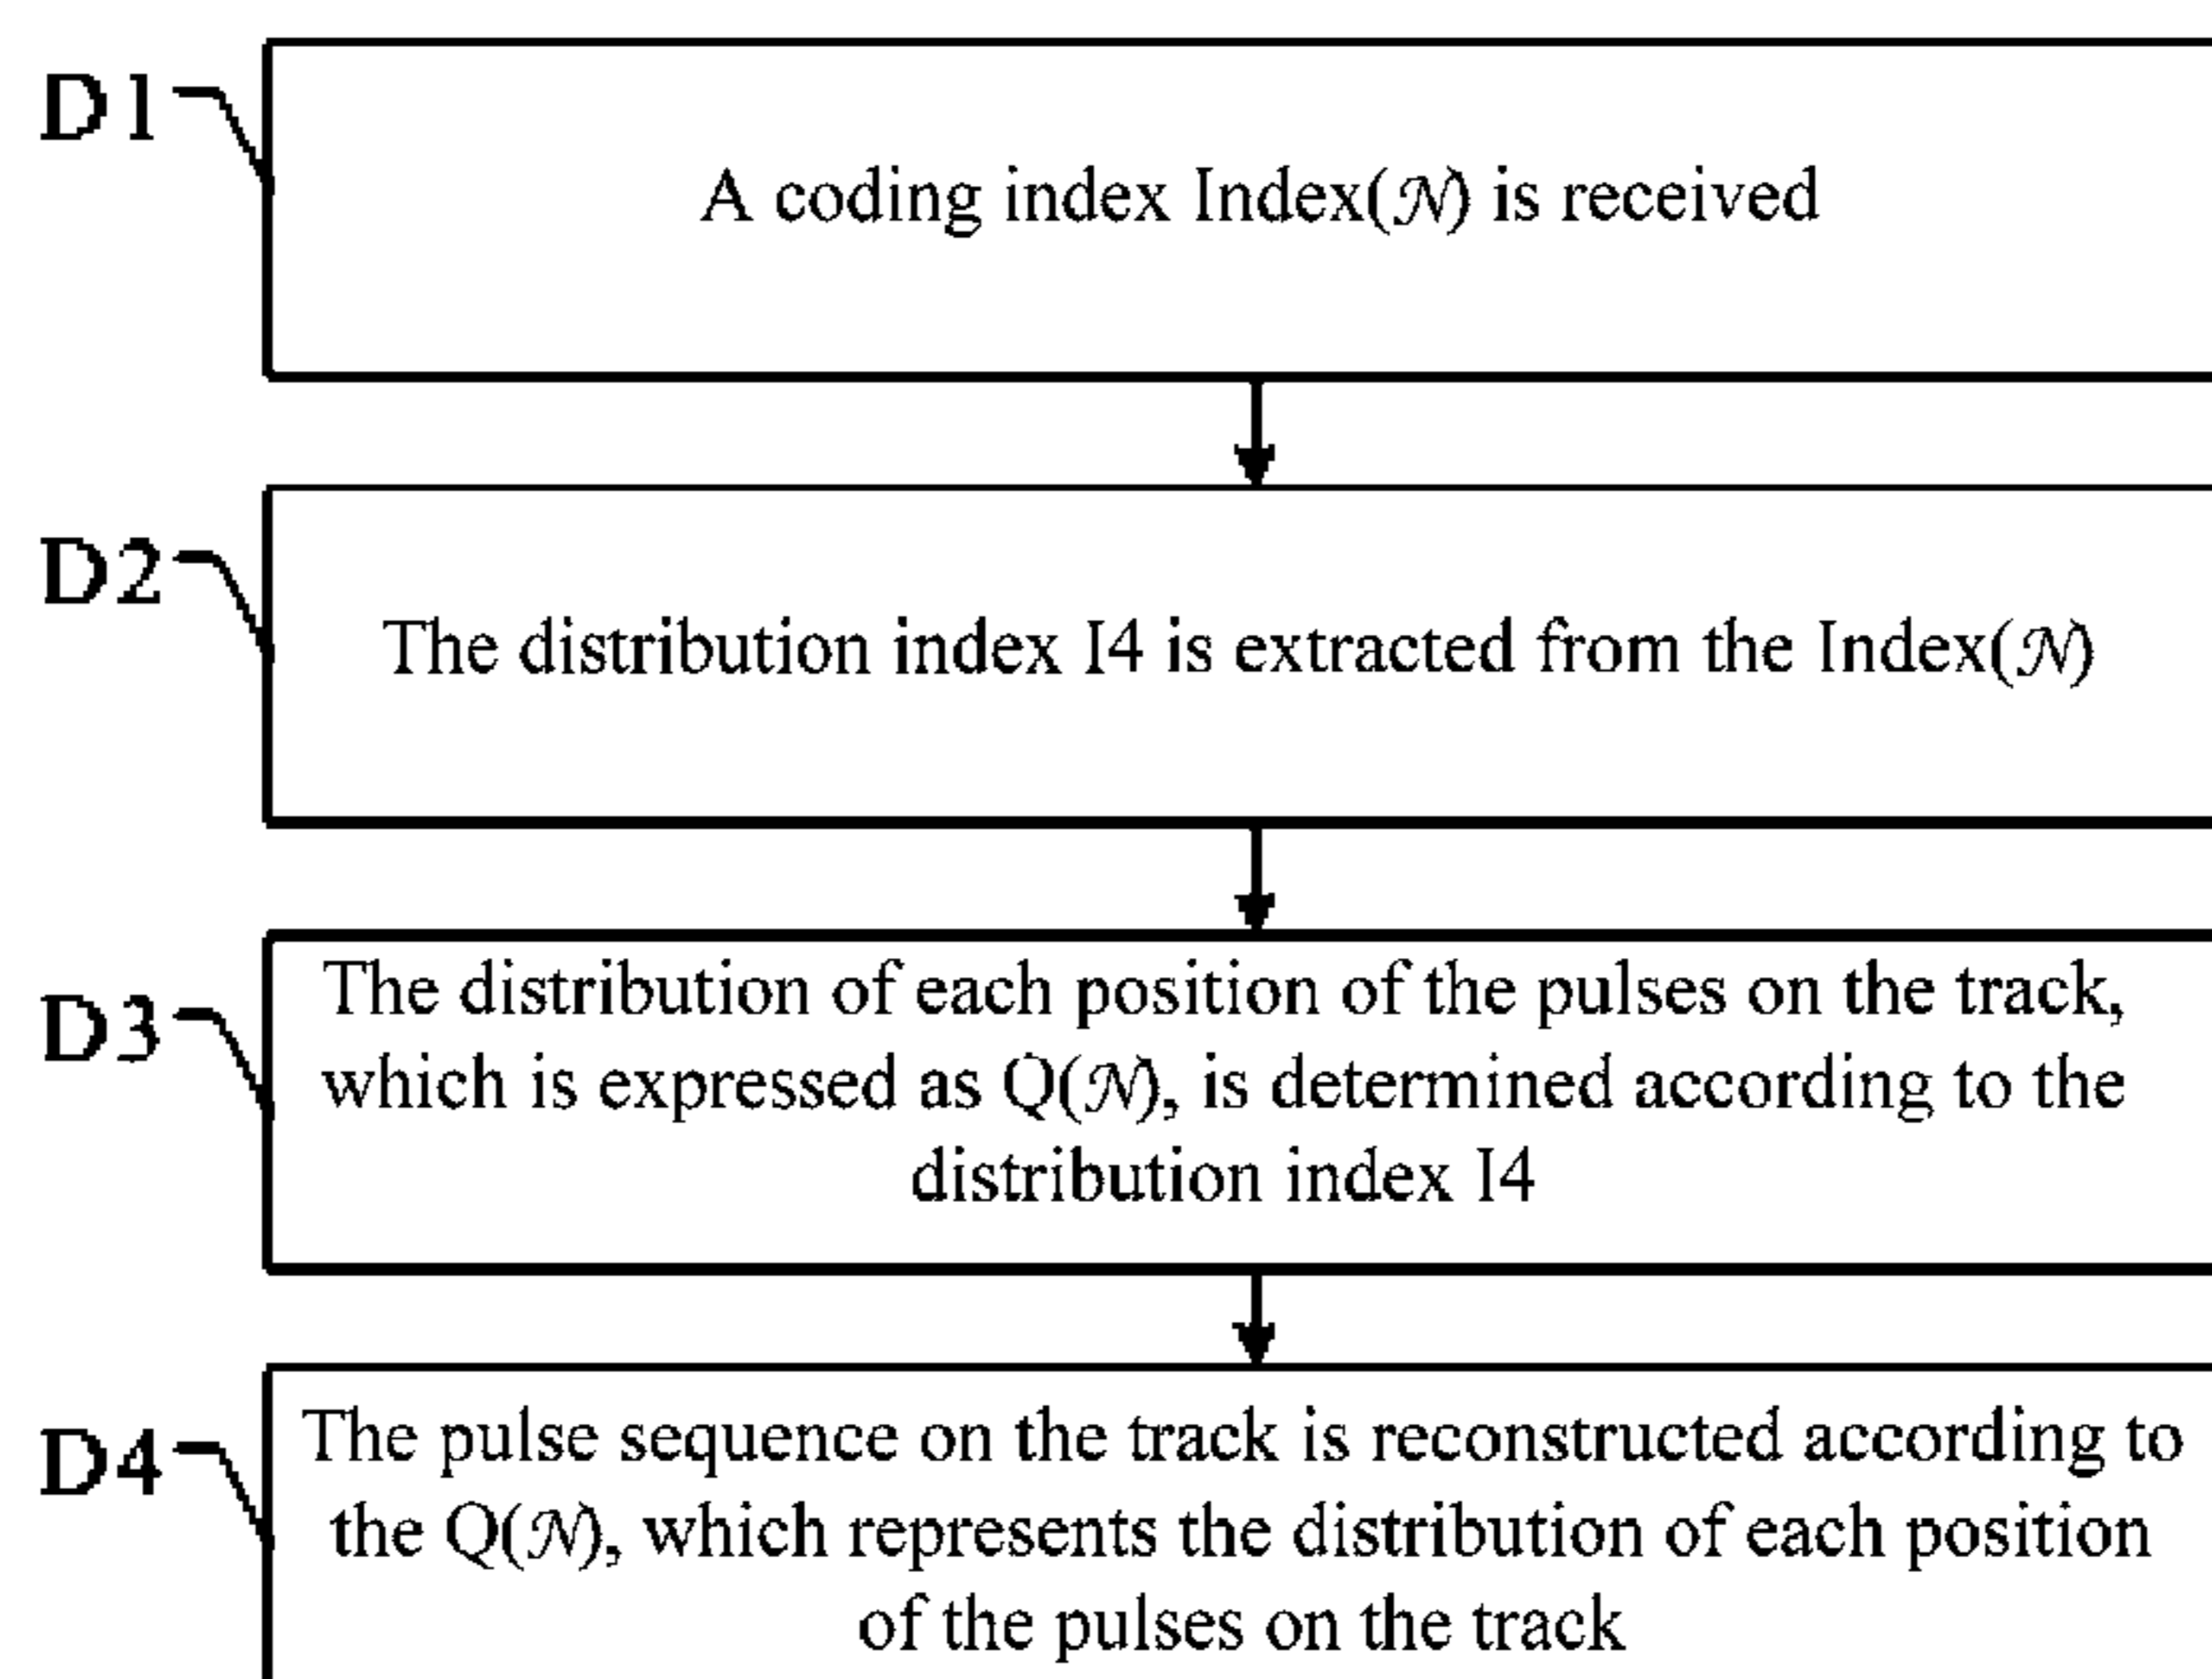 D1
A coding index Index(𝒩) is received
D2
The distribution index I4 is extracted from the Index(𝒩)
D3
The distribution of each position of the pulses on the track,
which is expressed as Q(𝒩), is determined according to the
distribution index I4
D4
The pulse sequence on the track is reconstructed according to
the Q(𝒩), which represents the distribution of each position
of the pulses on the track